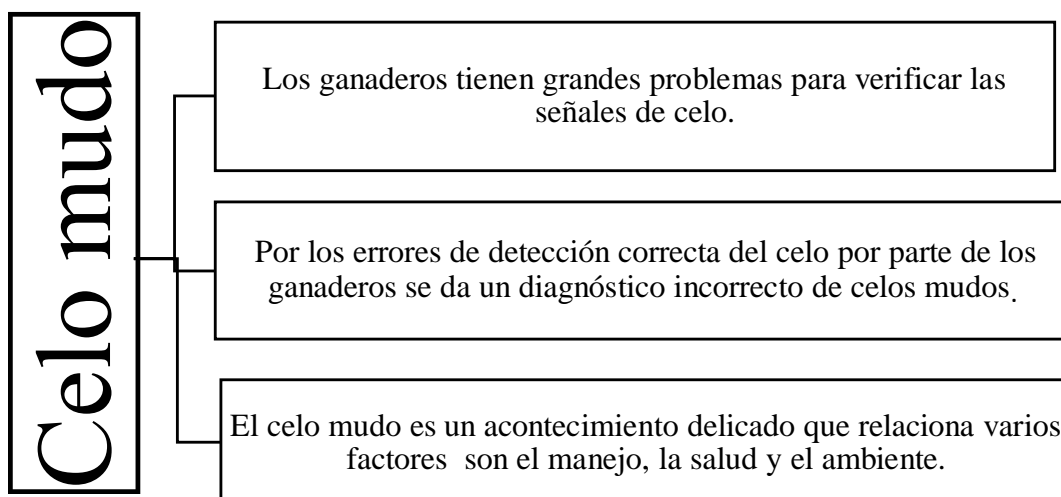 Celo mudo
Los ganaderos tienen grandes problemas para verificar las
señales de celo.
Por los errores de detección correcta del celo por parte de los
ganaderos se da un diagnóstico incorrecto de celos mudos.
El celo mudo es un acontecimiento delicado que relaciona varios
factores  son el manejo, la salud y el ambiente.